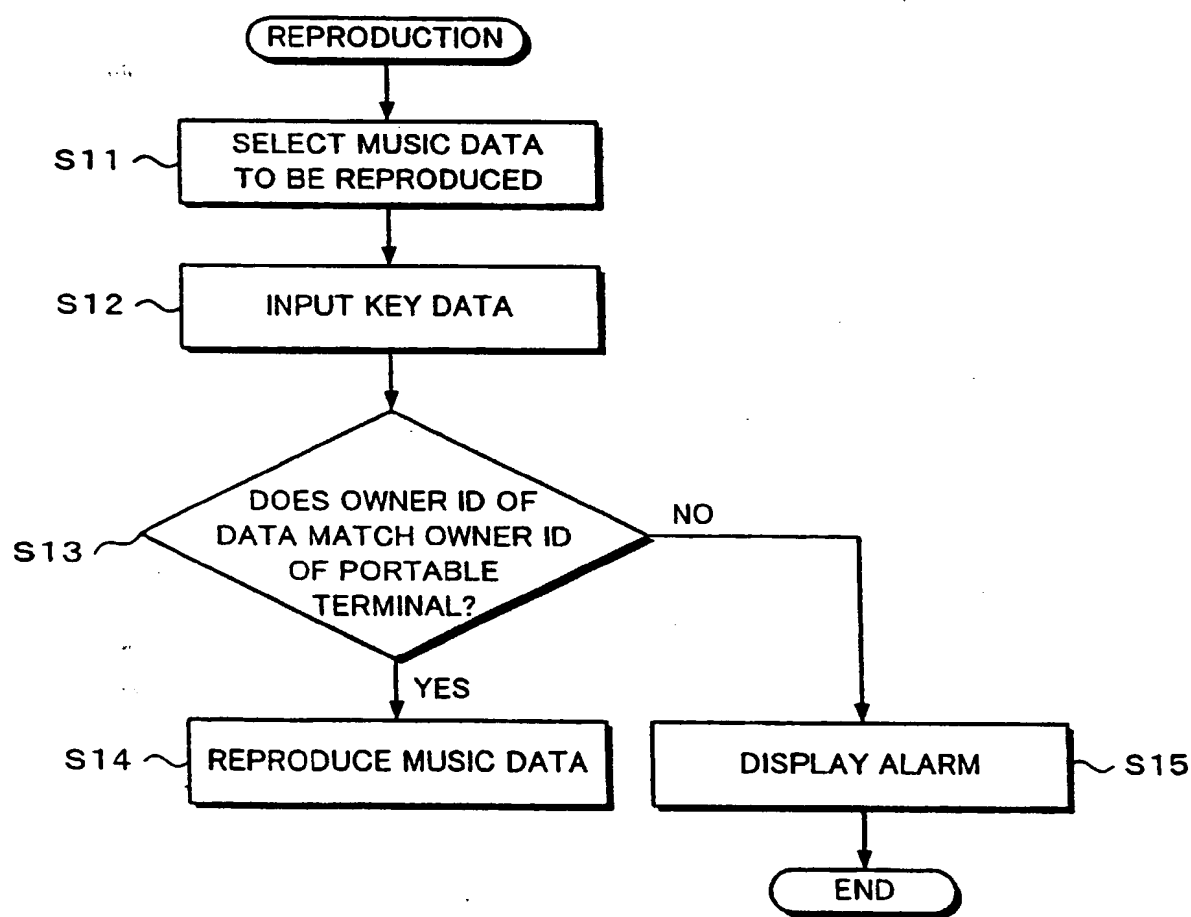 REPRODUCTION
S11
SELECT MUSIC DATA
TO BE REPRODUCED
S12
INPUT KEY DATA
S13
DOES OWNER ID OF
DATA MATCH OWNER ID
OF PORTABLE
TERMINAL?
NO
YES
S14
REPRODUCE MUSIC DATA
DISPLAY ALARM
S15
END